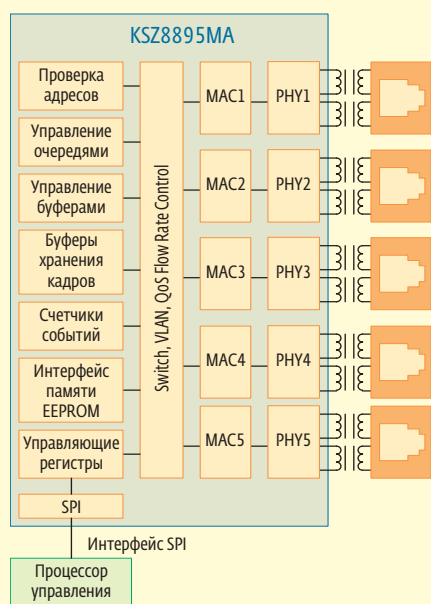 KSZ8895MA
Проверка
адресов
Управление
очередями
Управление
буферами
Буферы
хранения
кадров
Счетчики
событий
Интерфейс
памяти
EEPROM
Управляющие
регистры
SPI
Switch, VLAN, QoS Flow Rate Control
MAC1
PHY1
MAC2
PHY2
MAC3
PHY3
MAC4
PHY4
MAC5
PHY5
Интерфейс SPI
Процессор
управления